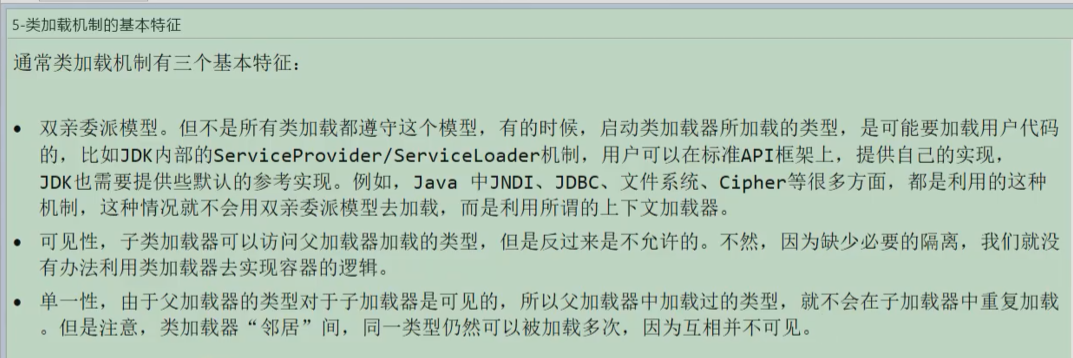 5-类加载机制的基本特征
通常类加载机制有三个基本特征：
• 双亲委派模型。但不是所有类加载都遵守这个模型，有的时候，启动类加载器所加载的类型，是可能要加载用户代码
的，比如JDK内部的ServiceProvider/ServiceLoader机制，用户可以在标准API框架上，提供自己的实现，
JDK也需要提供些默认的参考实现。例如，Java 中JNDI、JDBC、文件系统、Cipher等很多方面，都是利用的这种
机制，这种情况就不会用双亲委派模型去加载，而是利用所谓的上下文加载器。
• 可见性，子类加载器可以访问父加载器加载的类型，但是反过来是不允许的。不然，因为缺少必要的隔离，我们就没
有办法利用类加载器去实现容器的逻辑。
• 单一性，由于父加载器的类型对于子加载器是可见的，所以父加载器中加载过的类型，就不会在子加载器中重复加载
。但是注意，类加载器“邻居”间，同一类型仍然可以被加载多次，因为互相并不可见。